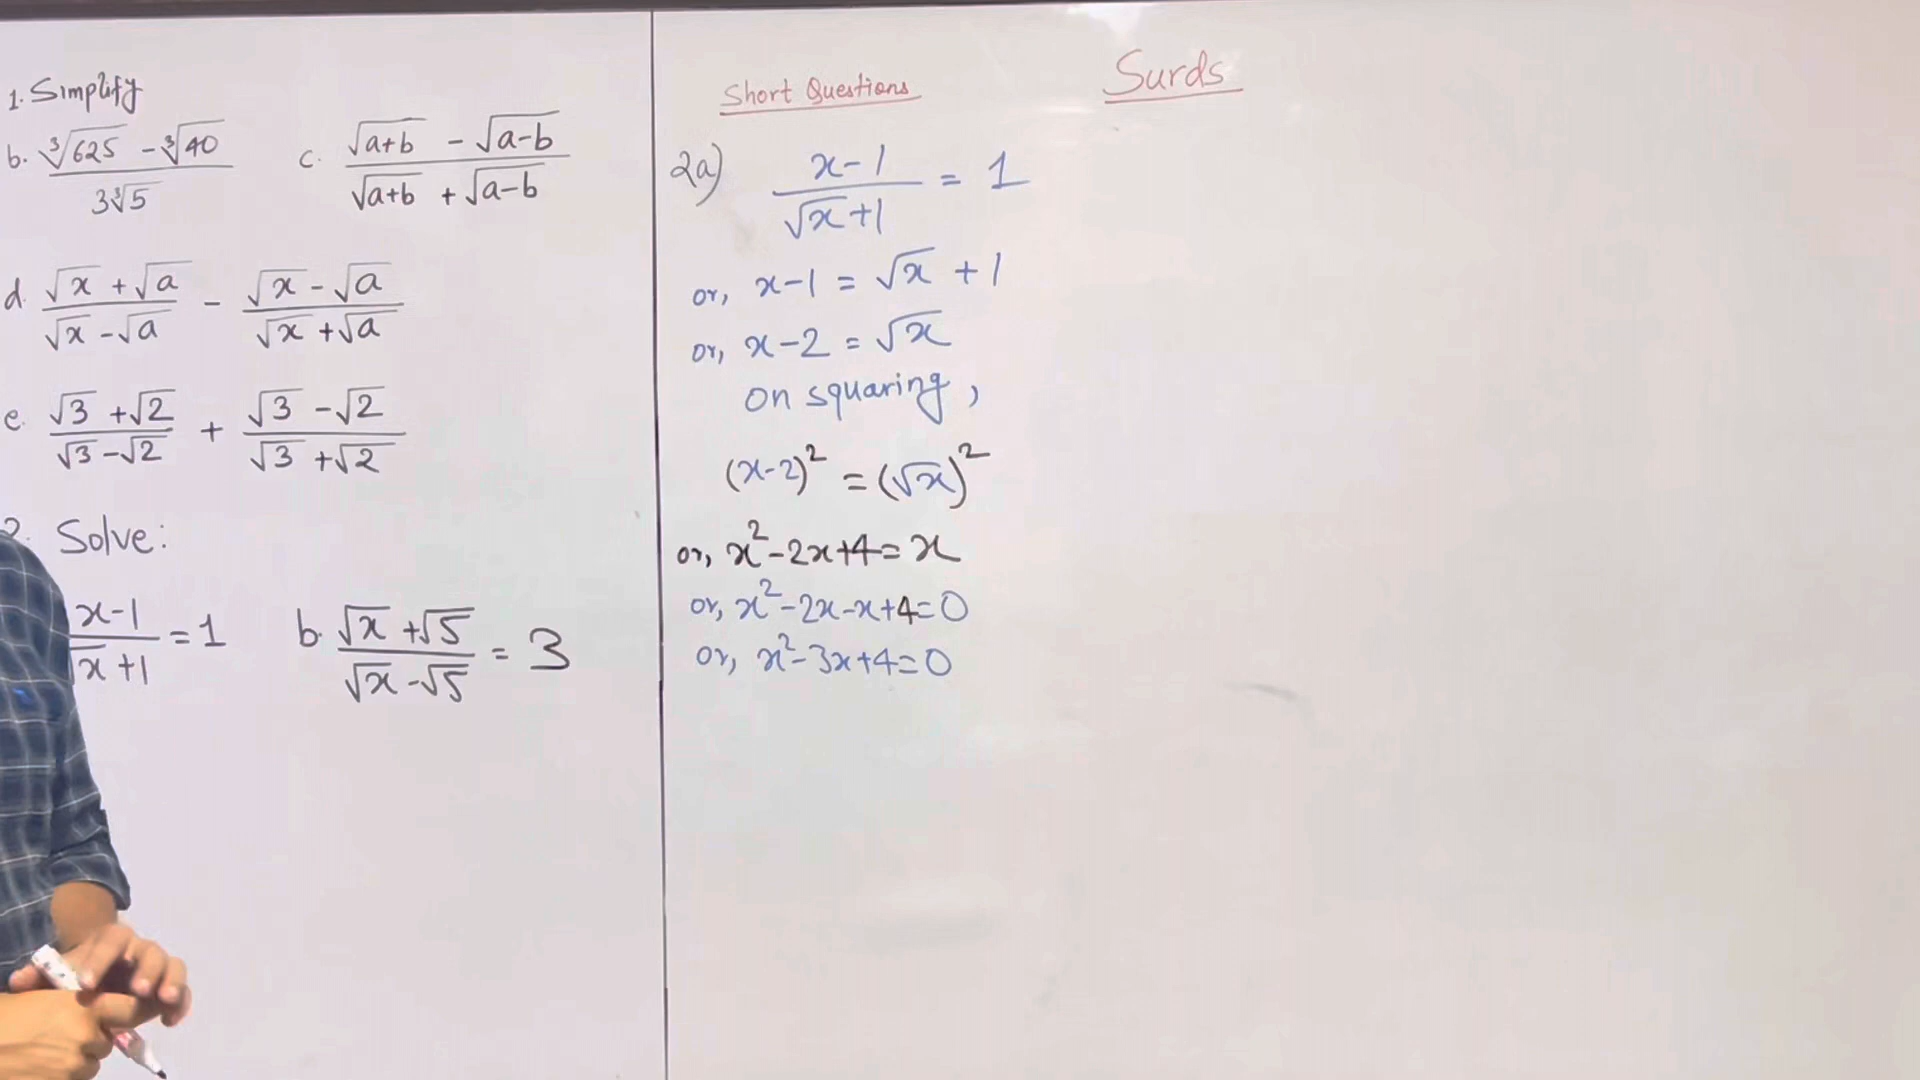 1. Simplify
b. (∛625 - ∛40) / (3∛5)
c. (√(a+b) - √(a-b)) / (√(a+b) + √(a-b))
d. (√x + √a) / (√x - √a) - (√x - √a) / (√x + √a)
e. (√3 + √2) / (√3 - √2) + (√3 - √2) / (√3 + √2)
2. Solve:
(x-1) / (√x + 1) = 1
b. (√x + √5) / (√x - √5) = 3
Short Questions
Surds
2a) (x-1) / (√x + 1) = 1
or, x-1 = √x + 1
or, x-2 = √x
On squaring,
(x-2)² = (√x)²
or, x² - 2x + 4 = x
or, x² - 2x - x + 4 = 0
or, x² - 3x + 4 = 0